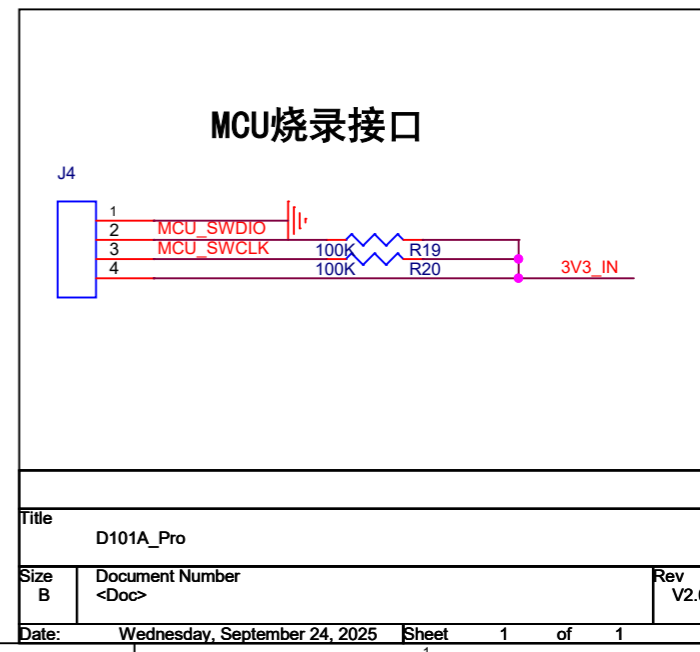 MCU烧录接口
J4
1
2 MCU_SWDIO
3 MCU_SWCLK 100K R19
4 100K R20 3V3_IN
Title
D101A_Pro
Size Document Number Rev
B <Doc>
Date: Wednesday, September 24, 2025 Sheet 1 of 1
1